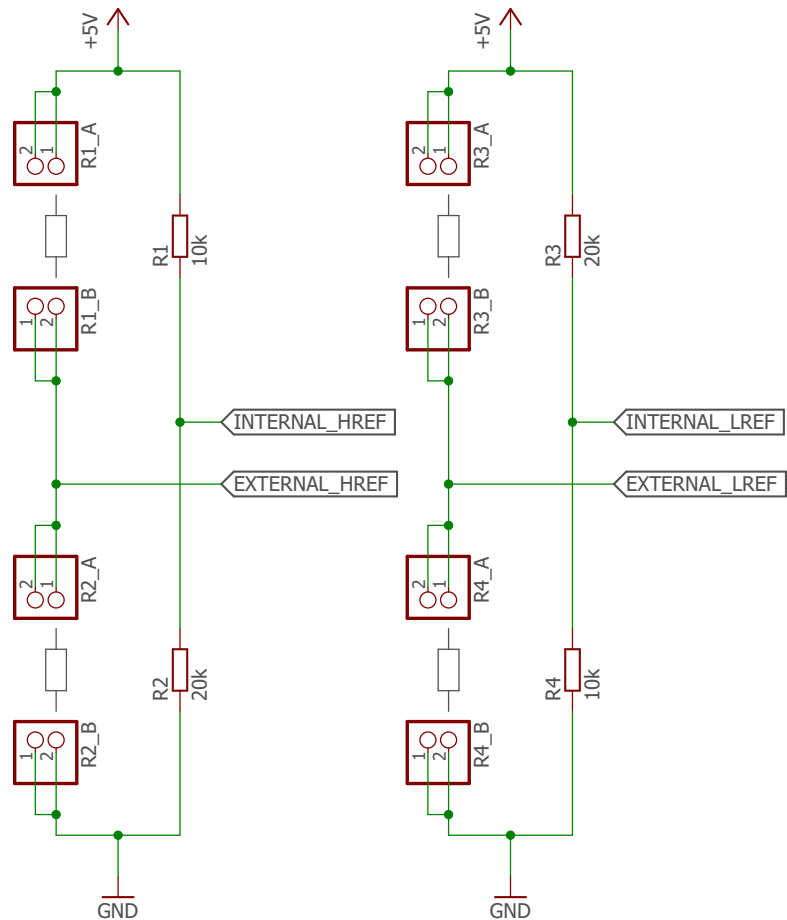 +5V
2
1
R1_A
R1
10k
1
2
R1_B
INTERNAL_HREF
EXTERNAL_HREF
2
1
R2_A
R2
20k
1
2
R2_B
GND
+5V
2
1
R3_A
R3
20k
1
2
R3_B
INTERNAL_LREF
EXTERNAL_LREF
2
1
R4_A
R4
10k
1
2
R4_B
GND